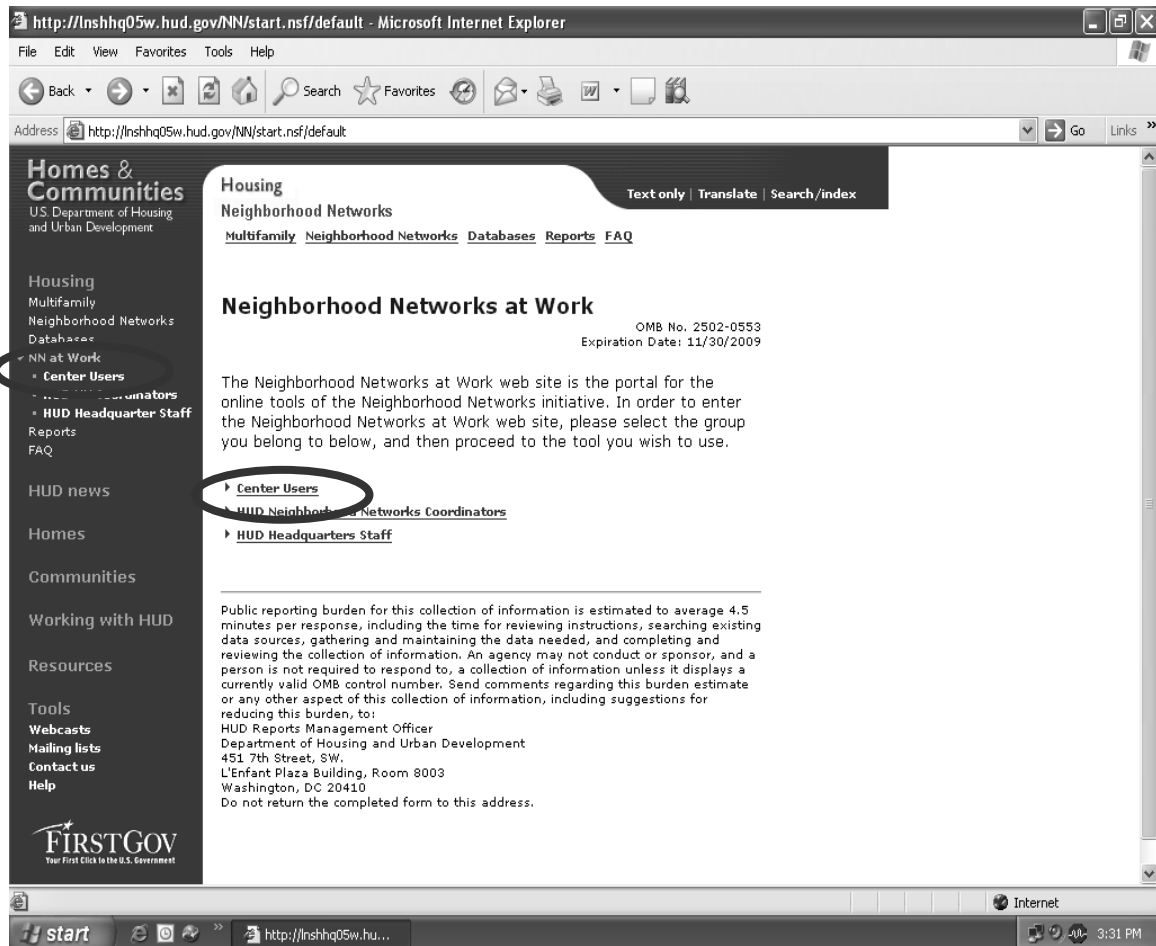 http://lnshhq05w.hud.gov/NN/start.nsf/default - Microsoft Internet Explorer
File Edit View Favorites Tools Help
Back Search Favorites
Address http://lnshhq05w.hud.gov/NN/start.nsf/default Go Links »
Homes &
Communities
U.S. Department of Housing
and Urban Development
Housing
Multifamily
Neighborhood Networks
Databases
NN at Work
Center Users
HUD Headquarter Staff
Reports
FAQ
HUD news
Homes
Communities
Working with HUD
Resources
Tools
Webcasts
Mailing lists
Contact us
Help
FIRSTGOV
Your First Click to the U.S. Government
Housing
Neighborhood Networks
Text only | Translate | Search/index
Multifamily Neighborhood Networks Databases Reports FAQ
Neighborhood Networks at Work
OMB No. 2502-0553
Expiration Date: 11/30/2009
The Neighborhood Networks at Work web site is the portal for the
online tools of the Neighborhood Networks initiative. In order to enter
the Neighborhood Networks at Work web site, please select the group
you belong to below, and then proceed to the tool you wish to use.
Center Users
HUD Neighborhood Networks Coordinators
HUD Headquarters Staff
Public reporting burden for this collection of information is estimated to average 4.5
minutes per response, including the time for reviewing instructions, searching existing
data sources, gathering and maintaining the data needed, and completing and
reviewing the collection of information. An agency may not conduct or sponsor, and a
person is not required to respond to, a collection of information unless it displays a
currently valid OMB control number. Send comments regarding this burden estimate
or any other aspect of this collection of information, including suggestions for
reducing this burden, to:
HUD Reports Management Officer
Department of Housing and Urban Development
451 7th Street, SW.
L'Enfant Plaza Building, Room 8003
Washington, DC 20410
Do not return the completed form to this address.
Internet
start » http://lnshhq05w.hu... 3:31 PM